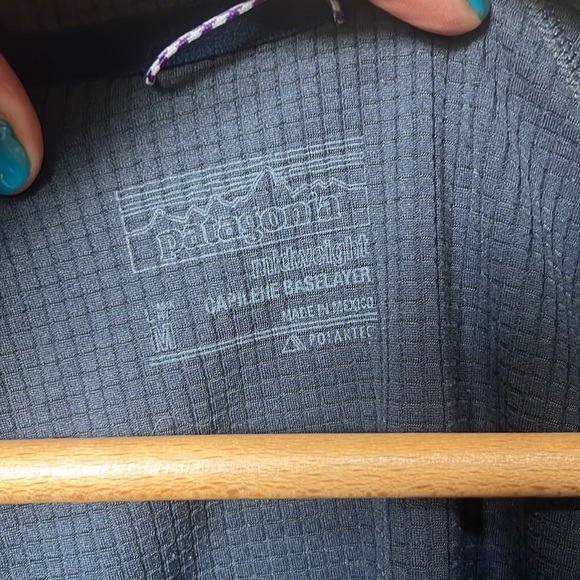 patagonia
midweight
CAPILENE BASELAYER
M
MADE IN MEXICO
POLARTEC